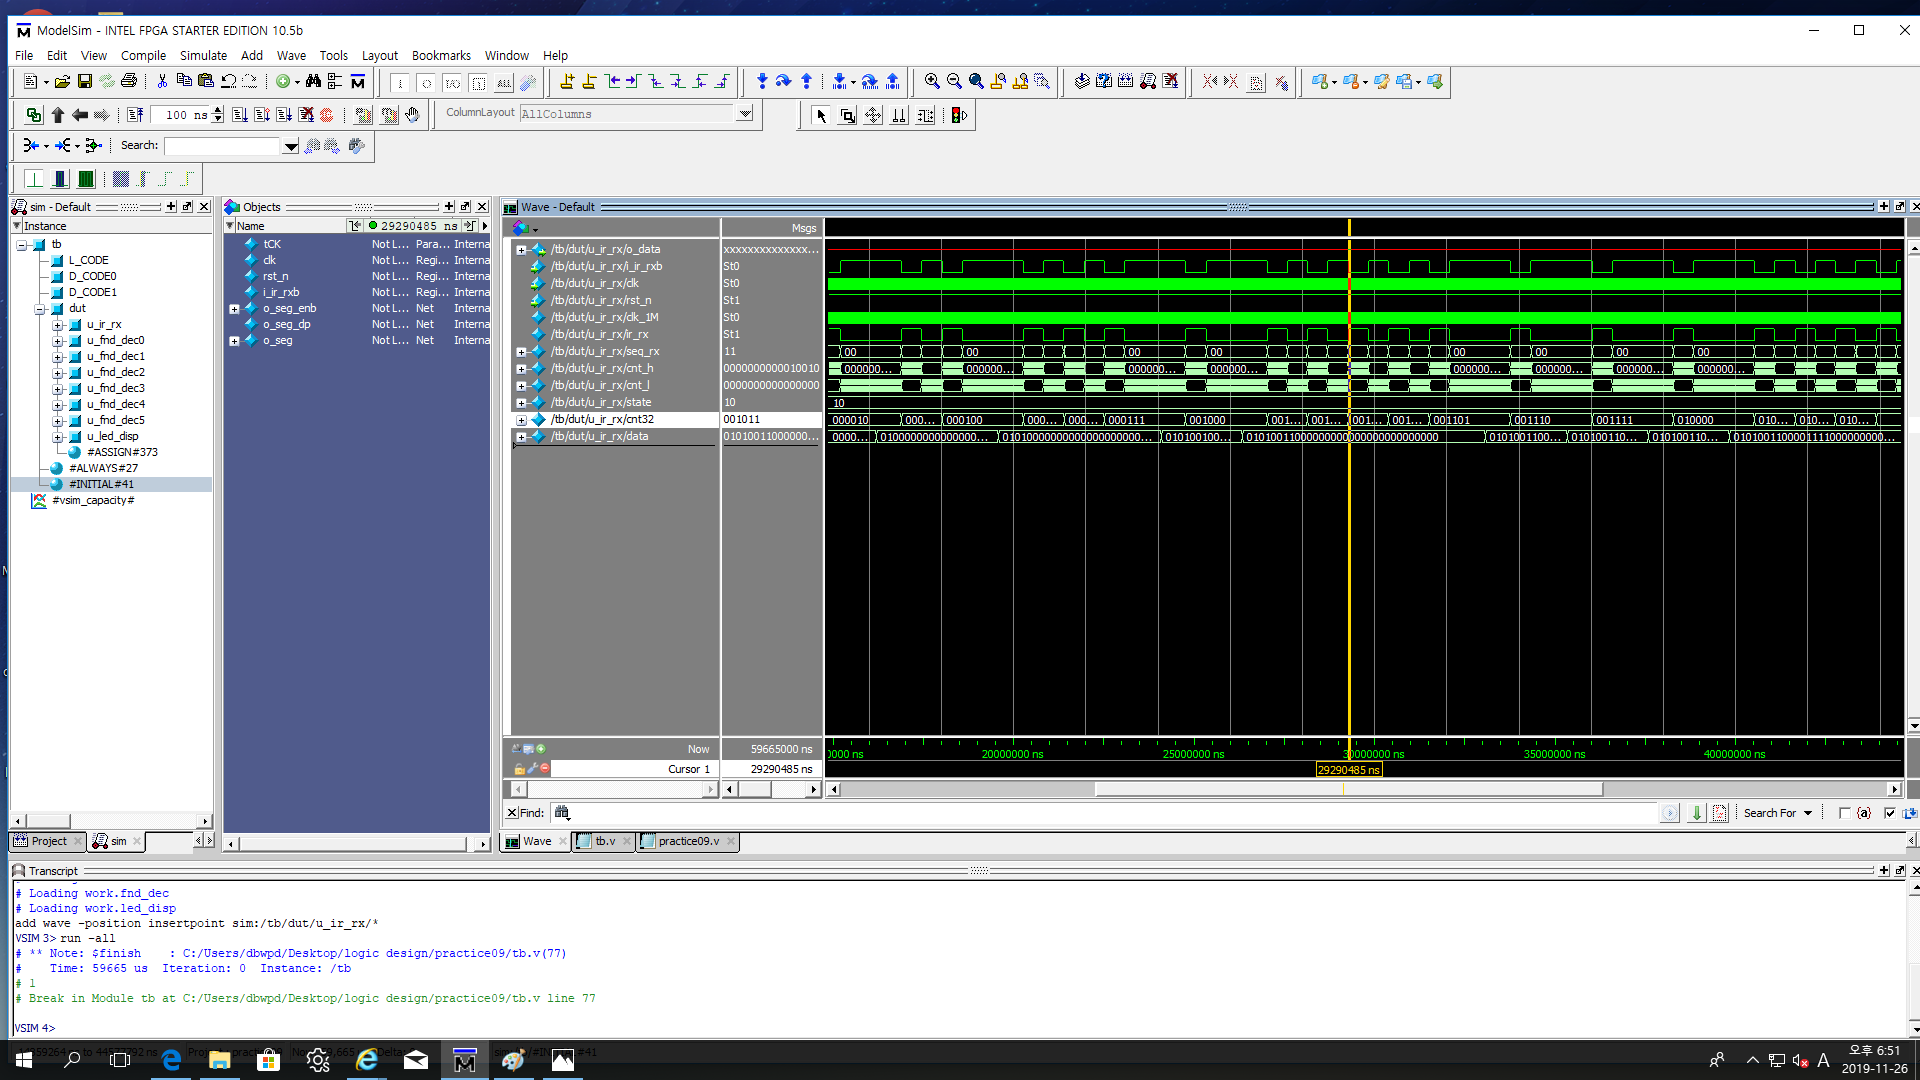 ModelSim - INTEL FPGA STARTER EDITION 10.5b
File Edit View Compile Simulate Add Wave Tools Layout Bookmarks Window Help
100 ns
ColumnLayout AllColumns
Search:
sim - Default
Instance
tb
L_CODE
D_CODE0
D_CODE1
dut
u_ir_rx
u_fnd_dec0
u_fnd_dec1
u_fnd_dec2
u_fnd_dec3
u_fnd_dec4
u_fnd_dec5
u_led_disp
#ASSIGN#373
#ALWAYS#27
#INITIAL#41
#vsim_capacity#
Project sim
Objects
Name 29290485 ns
tCK Not L... Para... Interna
clk Not L... Regi... Interna
rst_n Not L... Regi... Interna
i_ir_rxb Not L... Regi... Interna
o_seg_enb Not L... Net Interna
o_seg_dp Not L... Net Interna
o_seg Not L... Net Interna
Wave - Default
Msgs
/tb/dut/u_ir_rx/o_data xxxxxxxxxxxxxx...
/tb/dut/u_ir_rx/i_ir_rxb St0
/tb/dut/u_ir_rx/clk St0
/tb/dut/u_ir_rx/rst_n St1
/tb/dut/u_ir_rx/clk_1M St0
/tb/dut/u_ir_rx/ir_rx St1
/tb/dut/u_ir_rx/seq_rx 11 00 00 00 00 00 00 00 00
/tb/dut/u_ir_rx/cnt_h 0000000000010010 000000... 000000... 000000... 000000... 000000... 000000... 000000... 000000...
/tb/dut/u_ir_rx/cnt_l 0000000000000000
/tb/dut/u_ir_rx/state 10 10
/tb/dut/u_ir_rx/cnt32 001011 000010 000... 000100 000... 000... 000111 001000 001... 001... 001... 001... 001101 001110 001111 010000 010... 010... 010...
/tb/dut/u_ir_rx/data 01010011000000... 0000... 0100000000000000... 01010000000000000000000... 010100100... 01010011000000000000000000000000 0101001100... 010100110... 010100110... 0101001100001111000000000...
Now 59665000 ns 0000 ns 20000000 ns 25000000 ns 30000000 ns 35000000 ns 40000000 ns
Cursor 1 29290485 ns 29290485 ns
Find: Search For
Wave tb.v practice09.v
Transcript
# Loading work.fnd_dec
# Loading work.led_disp
add wave -position insertpoint sim:/tb/dut/u_ir_rx/*
VSIM 3> run -all
# ** Note: $finish : C:/Users/dbwpd/Desktop/logic design/practice09/tb.v(77)
# Time: 59665 us Iteration: 0 Instance: /tb
# 1
# Break in Module tb at C:/Users/dbwpd/Desktop/logic design/practice09/tb.v line 77
VSIM 4>
A
오후 6:51
2019-11-26